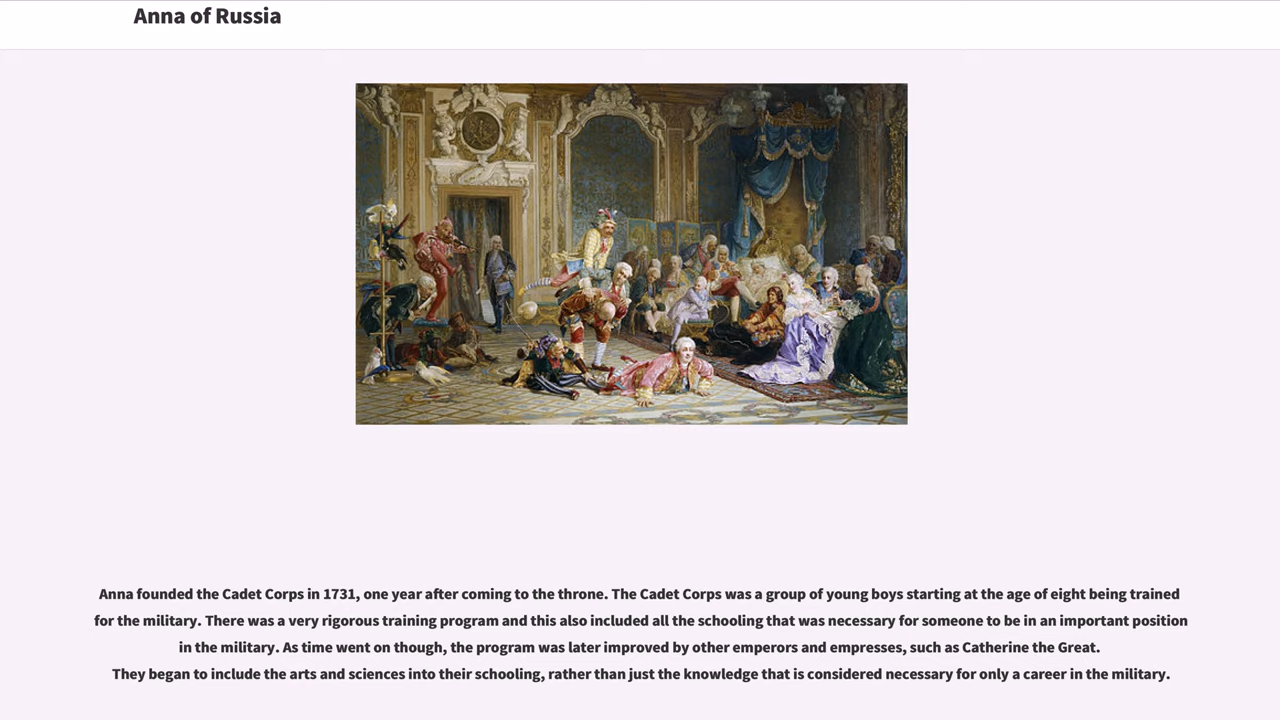 Anna of Russia
Anna founded the Cadet Corps in 1731, one year after coming to the throne. The Cadet Corps was a group of young boys starting at the age of eight being trained
for the military. There was a very rigorous training program and this also included all the schooling that was necessary for someone to be in an important position
in the military. As time went on though, the program was later improved by other emperors and empresses, such as Catherine the Great.
They began to include the arts and sciences into their schooling, rather than just the knowledge that is considered necessary for only a career in the military.